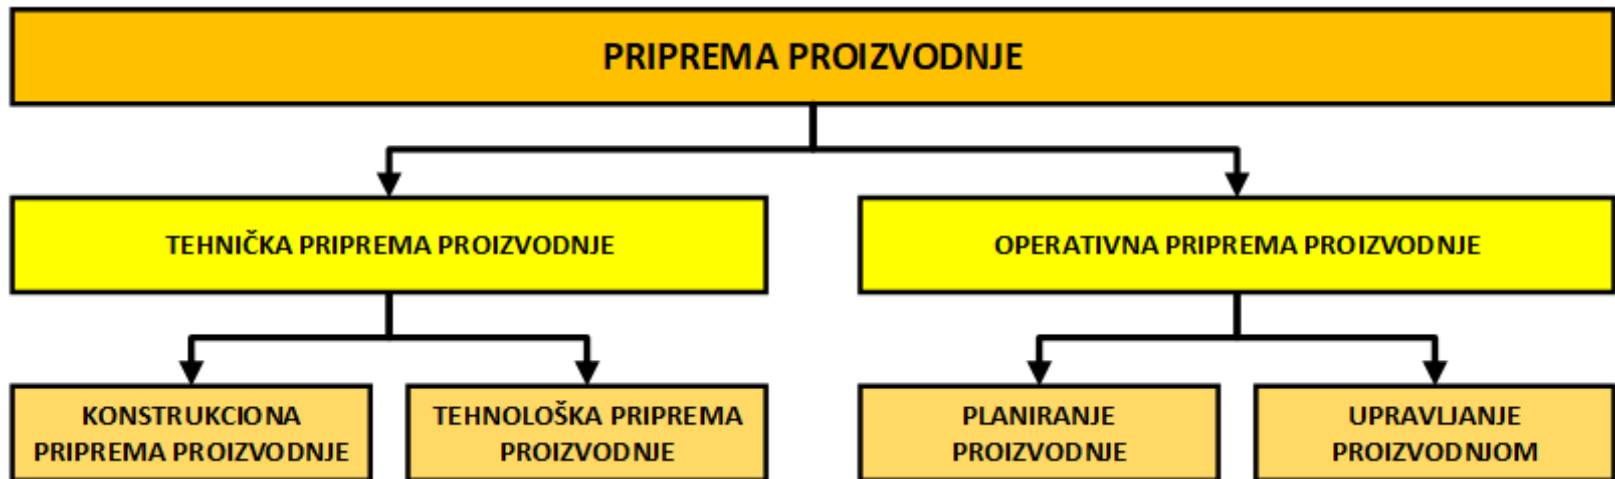 PRIPREMA PROIZVODNJE
TEHNIČKA PRIPREMA PROIZVODNJE
OPERATIVNA PRIPREMA PROIZVODNJE
KONSTRUKCIONA
PRIPREMA PROIZVODNJE
TEHNOLOŠKA PRIPREMA
PROIZVODNJE
PLANIRANJE
PROIZVODNJE
UPRAVLJANJE
PROIZVODNJOM